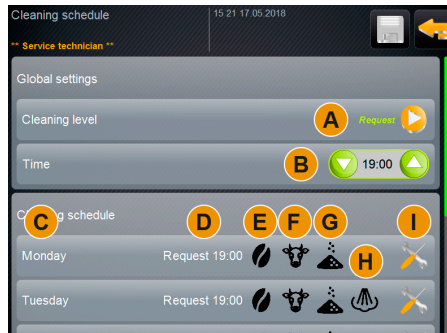 Cleaning schedule
15 21 17.05.2018
** Service technician **
Global settings
Cleaning level A Request
Time B 19:00
schedule
C D E F G I
H
Monday Request 19:00
Tuesday Request 19:00